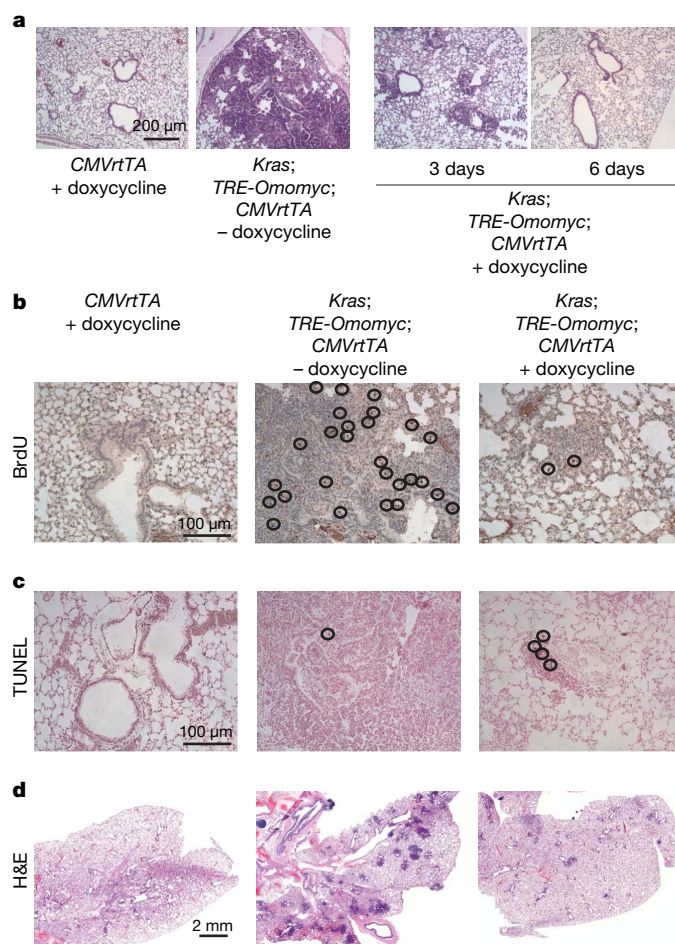 a
200 µm
CMVrtTA
+ doxycycline
Kras;
TRE-Omomyc;
CMVrtTA
– doxycycline
3 days
6 days
Kras;
TRE-Omomyc;
CMVrtTA
+ doxycycline
b
CMVrtTA
+ doxycycline
Kras;
TRE-Omomyc;
CMVrtTA
– doxycycline
Kras;
TRE-Omomyc;
CMVrtTA
+ doxycycline
BrdU
100 µm
c
TUNEL
100 µm
d
H&E
2 mm